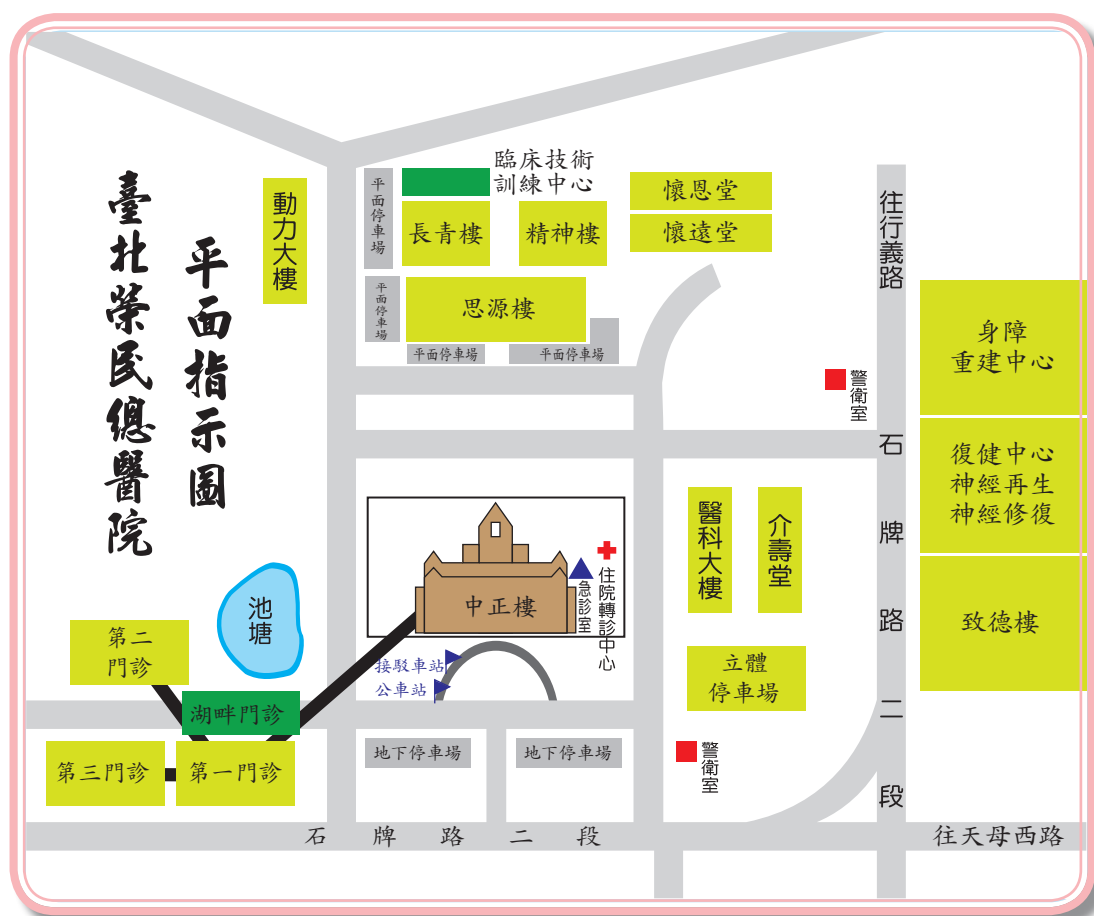 臺北榮民總醫院
平面指示圖
動力大樓
平面停車場
臨床技術
訓練中心
長青樓
精神樓
懷恩堂
懷遠堂
往行義路
平面停車場
思源樓
平面停車場
平面停車場
身障
重建中心
警衛室
石牌路二段
復健中心
神經再生
神經修復
醫科大樓
介壽堂
中正樓
急診室
住院轉診中心
池塘
致德樓
第二
門診
接駁車站
公車站
立體
停車場
湖畔門診
第三門診
第一門診
地下停車場
地下停車場
警衛室
石牌路二段
往天母西路